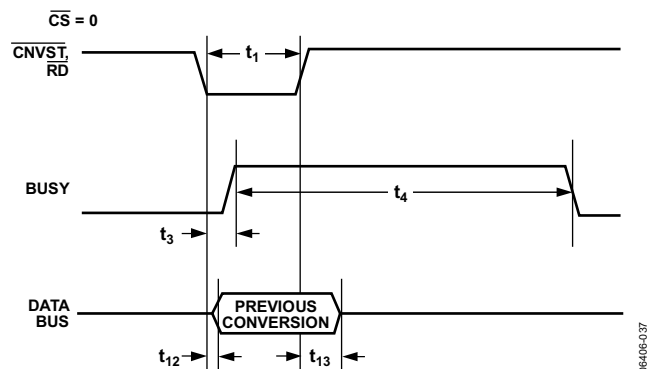 CS = 0
CNVST,
RD
t1
BUSY
t4
t3
DATA
BUS
PREVIOUS
CONVERSION
t12
t13
06406-037